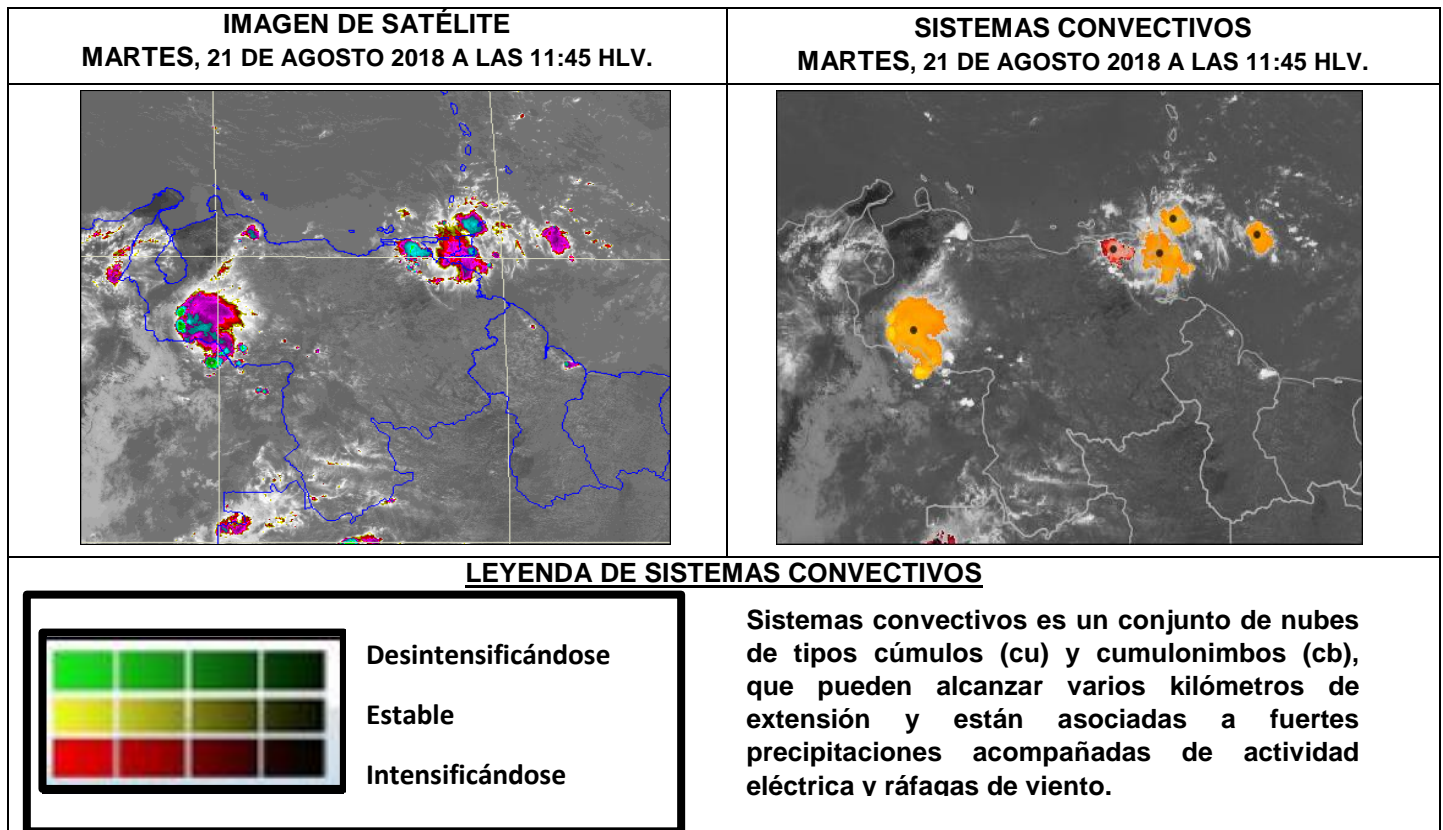 IMAGEN DE SATÉLITE
MARTES, 21 DE AGOSTO 2018 A LAS 11:45 HLV.
SISTEMAS CONVECTIVOS
MARTES, 21 DE AGOSTO 2018 A LAS 11:45 HLV.
LEYENDA DE SISTEMAS CONVECTIVOS
Desintensificándose
Estable
Intensificándose
Sistemas convectivos es un conjunto de nubes
de tipos cúmulos (cu) y cumulonimbos (cb),
que pueden alcanzar varios kilómetros de
extensión y están asociadas a fuertes
precipitaciones acompañadas de actividad
eléctrica y ráfagas de viento.